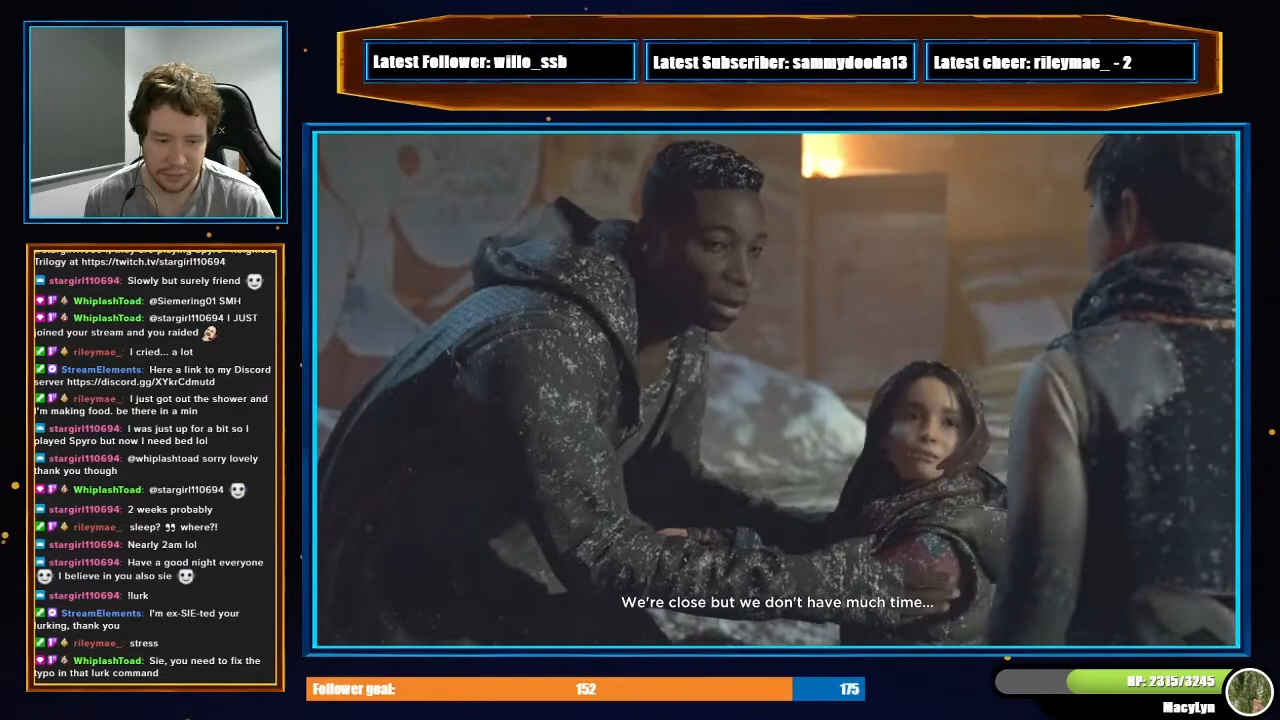 Latest Follower: willo_ssb
Latest Subscriber: sammydooda13
Latest cheer: rileymae_ - 2
Trilogy at https://twitch.tv/stargirl110694
stargirl110694: Slowly but surely friend
WhiplashToad: @Siemering01 SMH
WhiplashToad: @stargirl110694 I JUST
joined your stream and you raided
rileymae_: I cried... a lot
StreamElements: Here a link to my Discord
server https://discord.gg/XYkrCdmutd
rileymae_: I just got out the shower and
I'm making food. be there in a min
stargirl110694: I was just up for a bit so I
played Spyro but now I need bed lol
stargirl110694: @whiplashtoad sorry lovely
thank you though
WhiplashToad: @stargirl110694
stargirl110694: 2 weeks probably
rileymae_: sleep? 👀 where?!
stargirl110694: Nearly 2am lol
stargirl110694: Have a good night everyone
I believe in you also sie
stargirl110694: !lurk
StreamElements: I'm ex-SIE-ted your
lurking, thank you
rileymae_: stress
WhiplashToad: Sie, you need to fix the
typo in that lurk command
We're close but we don't have much time...
Follower goal: 152 175
HP: 2315/3245
MacyLyn